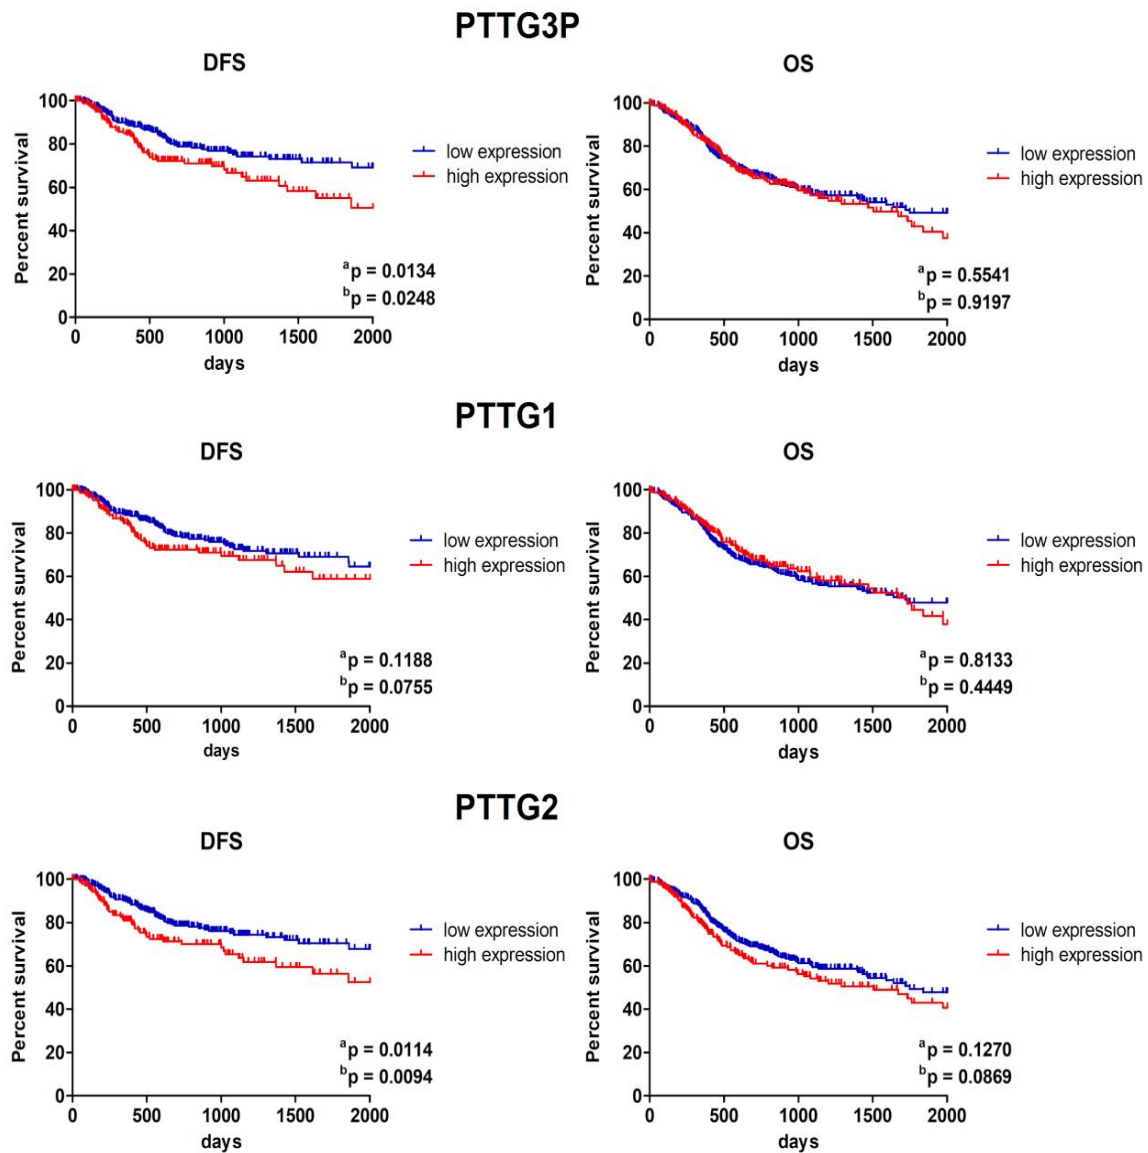 PTTG3P
DFS
OS
Percent survival
100
80
60
40
20
0
0 500 1000 1500 2000
days
low expression
high expression
ap = 0.0134
bp = 0.0248
Percent survival
100
80
60
40
20
0
0 500 1000 1500 2000
days
low expression
high expression
ap = 0.5541
bp = 0.9197
PTTG1
DFS
OS
Percent survival
100
80
60
40
20
0
0 500 1000 1500 2000
days
low expression
high expression
ap = 0.1188
bp = 0.0755
Percent survival
100
80
60
40
20
0
0 500 1000 1500 2000
days
low expression
high expression
ap = 0.8133
bp = 0.4449
PTTG2
DFS
OS
Percent survival
100
80
60
40
20
0
0 500 1000 1500 2000
days
low expression
high expression
ap = 0.0114
bp = 0.0094
Percent survival
100
80
60
40
20
0
0 500 1000 1500 2000
days
low expression
high expression
ap = 0.1270
bp = 0.0869